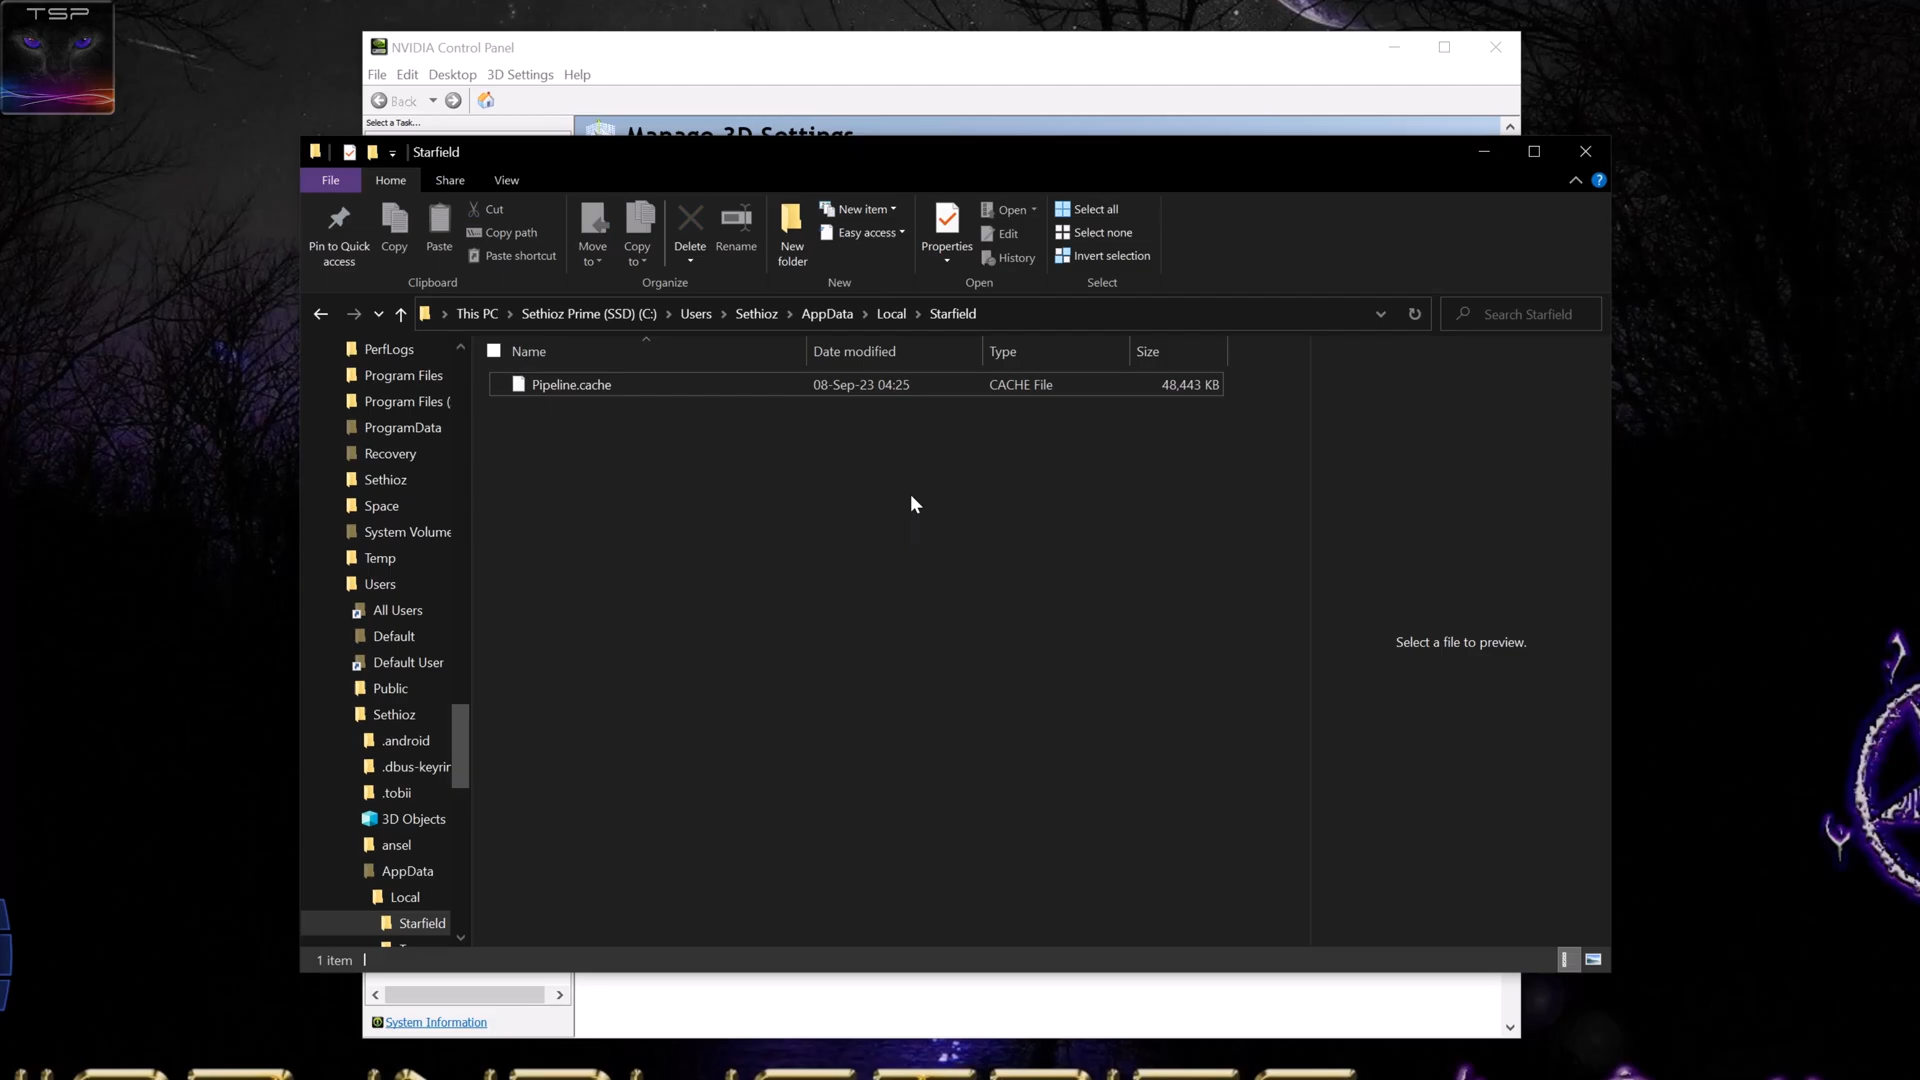 TSP
NVIDIA Control Panel
File Edit Desktop 3D Settings Help
Back
Select a Task...
Manage 3D Settings
Starfield
File Home Share View
Pin to Quick access
Copy
Paste
Cut
Copy path
Paste shortcut
Clipboard
Move to
Copy to
Delete
Rename
Organize
New folder
New item
Easy access
New
Properties
Open
Edit
History
Open
Select all
Select none
Invert selection
Select
This PC > Sethioz Prime (SSD) (C:) > Users > Sethioz > AppData > Local > Starfield
Search Starfield
Name Date modified Type Size
Pipeline.cache 08-Sep-23 04:25 CACHE File 48,443 KB
PerfLogs
Program Files
Program Files (
ProgramData
Recovery
Sethioz
Space
System Volume
Temp
Users
All Users
Default
Default User
Public
Sethioz
.android
.dbus-keyrin
.tobii
3D Objects
ansel
AppData
Local
Starfield
Select a file to preview.
1 item
System Information